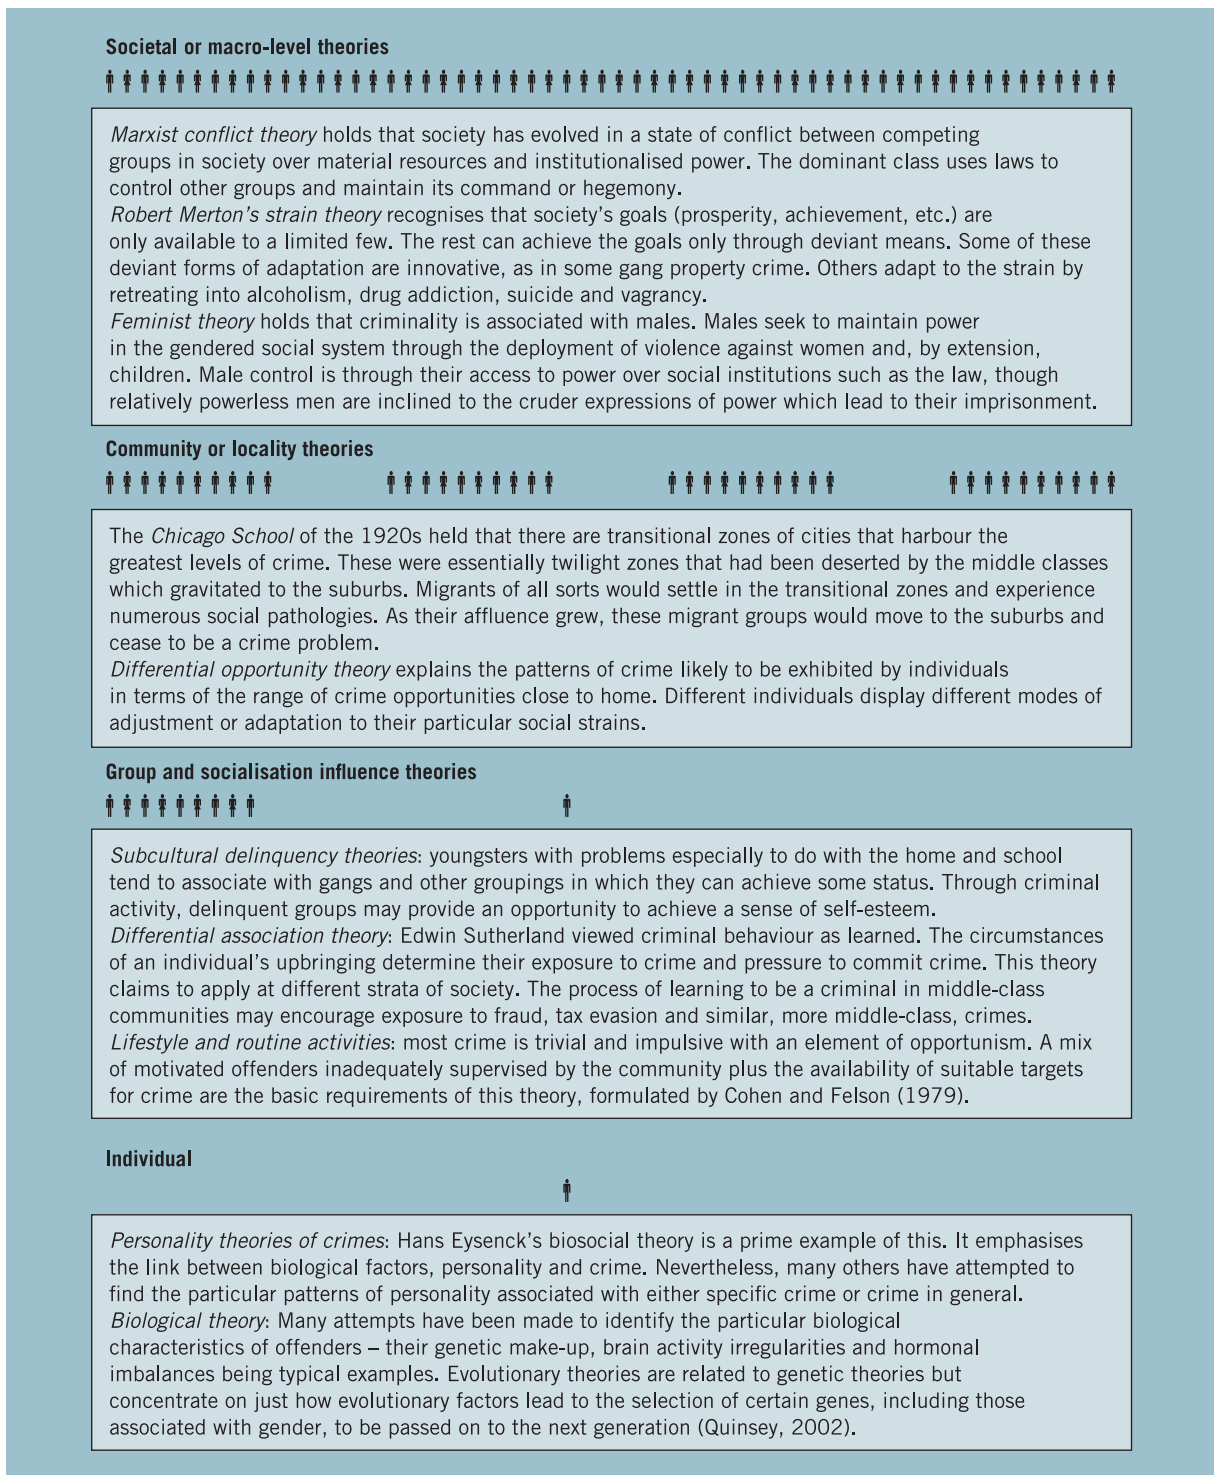 Societal or macro-level theories
Marxist conflict theory holds that society has evolved in a state of conflict between competing
groups in society over material resources and institutionalised power. The dominant class uses laws to
control other groups and maintain its command or hegemony.
Robert Merton's strain theory recognises that society's goals (prosperity, achievement, etc.) are
only available to a limited few. The rest can achieve the goals only through deviant means. Some of these
deviant forms of adaptation are innovative, as in some gang property crime. Others adapt to the strain by
retreating into alcoholism, drug addiction, suicide and vagrancy.
Feminist theory holds that criminality is associated with males. Males seek to maintain power
in the gendered social system through the deployment of violence against women and, by extension,
children. Male control is through their access to power over social institutions such as the law, though
relatively powerless men are inclined to the cruder expressions of power which lead to their imprisonment.
Community or locality theories
The Chicago School of the 1920s held that there are transitional zones of cities that harbour the
greatest levels of crime. These were essentially twilight zones that had been deserted by the middle classes
which gravitated to the suburbs. Migrants of all sorts would settle in the transitional zones and experience
numerous social pathologies. As their affluence grew, these migrant groups would move to the suburbs and
cease to be a crime problem.
Differential opportunity theory explains the patterns of crime likely to be exhibited by individuals
in terms of the range of crime opportunities close to home. Different individuals display different modes of
adjustment or adaptation to their particular social strains.
Group and socialisation influence theories
Subcultural delinquency theories: youngsters with problems especially to do with the home and school
tend to associate with gangs and other groupings in which they can achieve some status. Through criminal
activity, delinquent groups may provide an opportunity to achieve a sense of self-esteem.
Differential association theory: Edwin Sutherland viewed criminal behaviour as learned. The circumstances
of an individual's upbringing determine their exposure to crime and pressure to commit crime. This theory
claims to apply at different strata of society. The process of learning to be a criminal in middle-class
communities may encourage exposure to fraud, tax evasion and similar, more middle-class, crimes.
Lifestyle and routine activities: most crime is trivial and impulsive with an element of opportunism. A mix
of motivated offenders inadequately supervised by the community plus the availability of suitable targets
for crime are the basic requirements of this theory, formulated by Cohen and Felson (1979).
Individual
Personality theories of crimes: Hans Eysenck's biosocial theory is a prime example of this. It emphasises
the link between biological factors, personality and crime. Nevertheless, many others have attempted to
find the particular patterns of personality associated with either specific crime or crime in general.
Biological theory: Many attempts have been made to identify the particular biological
characteristics of offenders – their genetic make-up, brain activity irregularities and hormonal
imbalances being typical examples. Evolutionary theories are related to genetic theories but
concentrate on just how evolutionary factors lead to the selection of certain genes, including those
associated with gender, to be passed on to the next generation (Quinsey, 2002).